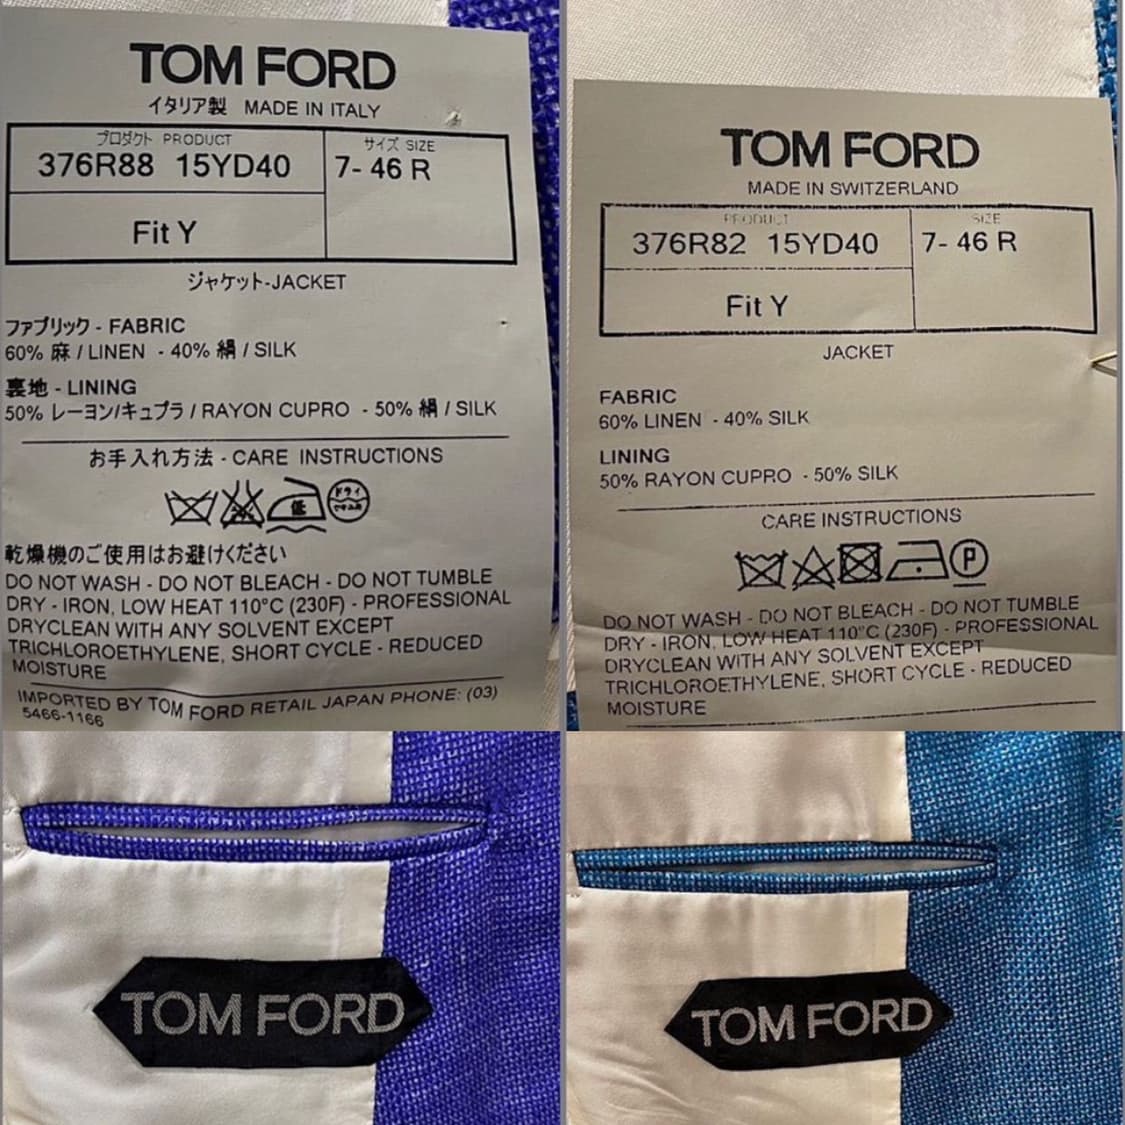 TOM FORD
イタリア製 MADE IN ITALY
プロダクト PRODUCT
376R88 15YD40
サイズ SIZE
7- 46 R
Fit Y
ジャケット-JACKET
ファブリック - FABRIC
60% 麻 / LINEN - 40% 絹 / SILK
裏地 - LINING
50% レーヨン/キュプラ / RAYON CUPRO - 50% 絹 / SILK
お手入れ方法 - CARE INSTRUCTIONS
低
ドライ
乾燥機のご使用はお避けください
DO NOT WASH - DO NOT BLEACH - DO NOT TUMBLE
DRY - IRON, LOW HEAT 110°C (230F) - PROFESSIONAL
DRYCLEAN WITH ANY SOLVENT EXCEPT
TRICHLOROETHYLENE, SHORT CYCLE - REDUCED
MOISTURE
IMPORTED BY TOM FORD RETAIL JAPAN PHONE: (03)
5466-1166
TOM FORD
MADE IN SWITZERLAND
PRODUCT
376R82 15YD40
SIZE
7- 46 R
Fit Y
JACKET
FABRIC
60% LINEN - 40% SILK
LINING
50% RAYON CUPRO - 50% SILK
CARE INSTRUCTIONS
P
DO NOT WASH - DO NOT BLEACH - DO NOT TUMBLE
DRY - IRON, LOW HEAT 110°C (230F) - PROFESSIONAL
DRYCLEAN WITH ANY SOLVENT EXCEPT
TRICHLOROETHYLENE, SHORT CYCLE - REDUCED
MOISTURE
TOM FORD
TOM FORD